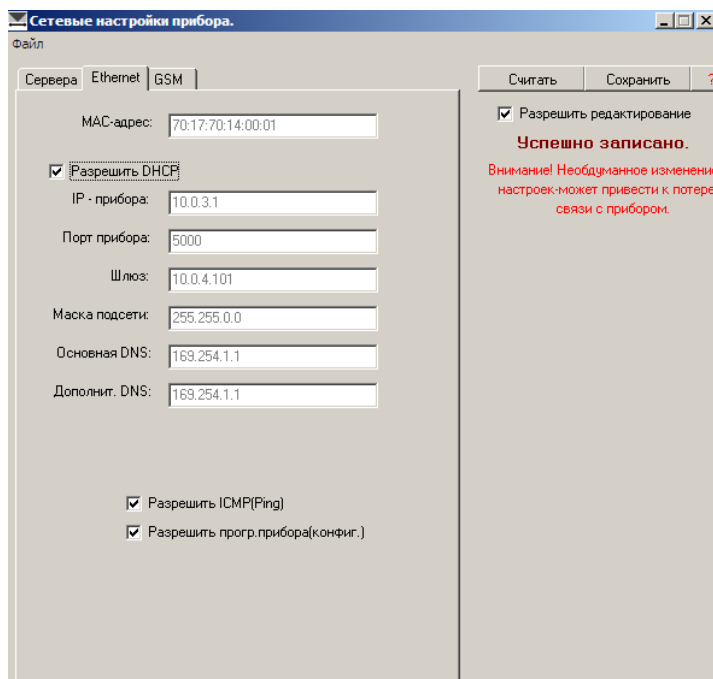 Сетевые настройки прибора.
Файл
Сервера Ethernet GSM
Считать Сохранить ?
MAC-адрес: 70:17:70:14:00:01
Разрешить DHCP
IP - прибора: 10.0.3.1
Порт прибора: 5000
Шлюз: 10.0.4.101
Маска подсети: 255.255.0.0
Основная DNS: 169.254.1.1
Дополнит. DNS: 169.254.1.1
Разрешить ICMP(Ping)
Разрешить прогр.прибора(конфиг.)
Разрешить редактирование
Успешно записано.
Внимание! Необдуманное изменение
настроек-может привести к потере
связи с прибором.